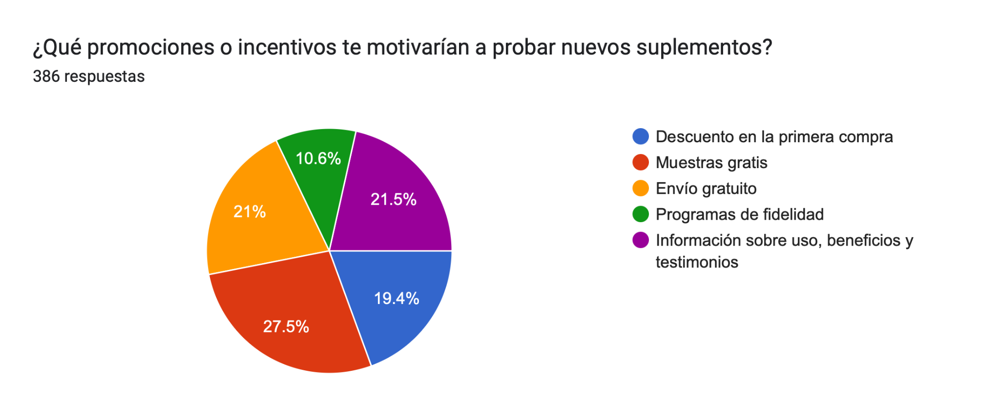 ¿Qué promociones o incentivos te motivarían a probar nuevos suplementos?
386 respuestas
10.6%
21.5%
21%
19.4%
27.5%
Descuento en la primera compra
Muestras gratis
Envío gratuito
Programas de fidelidad
Información sobre uso, beneficios y
testimonios